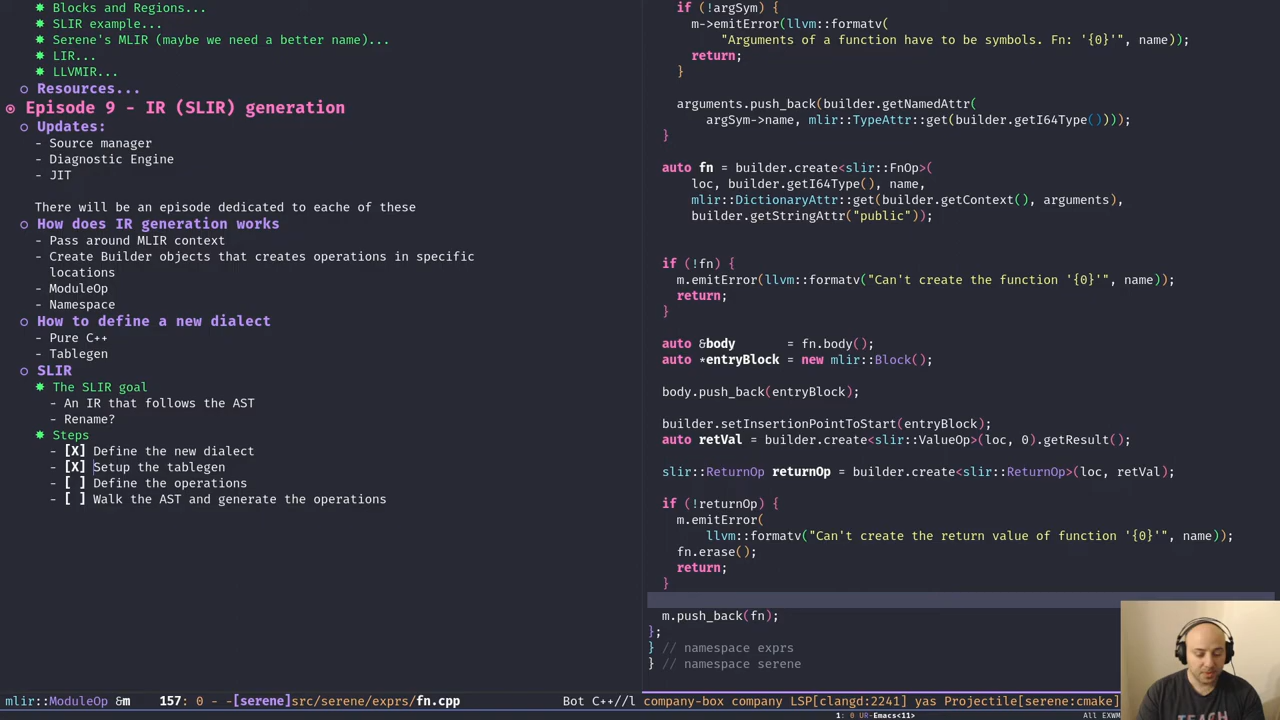 ✸ Blocks and Regions...
✸ SLIR example...
✸ Serene's MLIR (maybe we need a better name)...
✸ LIR...
✸ LLVMIR...
○ Resources...
◉ Episode 9 - IR (SLIR) generation
○ Updates:
- Source manager
- Diagnostic Engine
- JIT
There will be an episode dedicated to eache of these
○ How does IR generation works
- Pass around MLIR context
- Create Builder objects that creates operations in specific
locations
- ModuleOp
- Namespace
○ How to define a new dialect
- Pure C++
- Tablegen
○ SLIR
✸ The SLIR goal
- An IR that follows the AST
- Rename?
✸ Steps
- [X] Define the new dialect
- [X] Setup the tablegen
- [ ] Define the operations
- [ ] Walk the AST and generate the operations
if (!argSym) {
m->emitError(llvm::formatv(
"Arguments of a function have to be symbols. Fn: '{0}'", name));
return;
}
arguments.push_back(builder.getNamedAttr(
argSym->name, mlir::TypeAttr::get(builder.getI64Type())));
}
auto fn = builder.create<slir::FnOp>(
loc, builder.getI64Type(), name,
mlir::DictionaryAttr::get(builder.getContext(), arguments),
builder.getStringAttr("public"));
if (!fn) {
m.emitError(llvm::formatv("Can't create the function '{0}'", name));
return;
}
auto &body = fn.body();
auto *entryBlock = new mlir::Block();
body.push_back(entryBlock);
builder.setInsertionPointToStart(entryBlock);
auto retVal = builder.create<slir::ValueOp>(loc, 0).getResult();
slir::ReturnOp returnOp = builder.create<slir::ReturnOp>(loc, retVal);
if (!returnOp) {
m.emitError(
llvm::formatv("Can't create the return value of function '{0}'", name));
fn.erase();
return;
}
m.push_back(fn);
};
} // namespace exprs
} // namespace serene
mlir::ModuleOp &m 157: 0 - -[serene]src/serene/exprs/fn.cpp Bot C++//l company-box company LSP[clangd:2241] yas Projectile[serene:cmake]
1: 0 UR-Emacs<11> All EXWM
TEACH